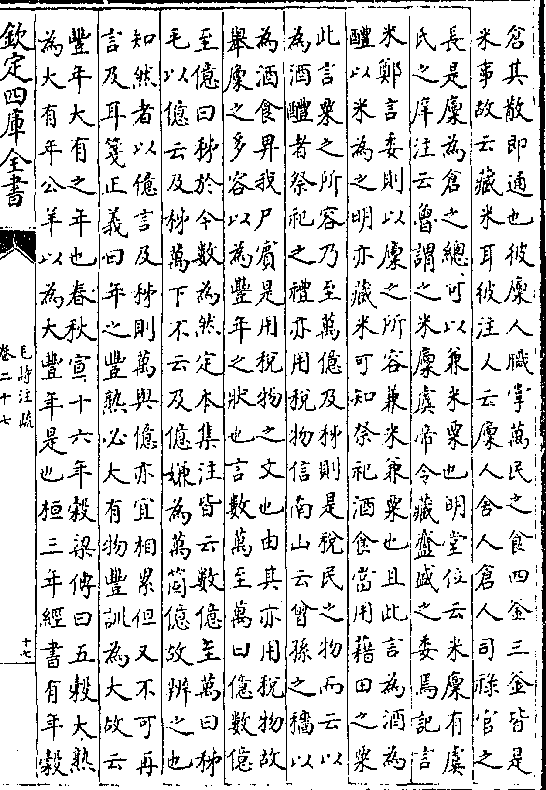 倉其散即通也彼廩人職掌萬民之食四釜三釜皆是
米事故云藏米耳彼注人云廩人舍人倉人司祿官之
長是廩為倉之總可以兼米粟也明堂位云米廩有虞
氏之庠注云魯謂之米廩虞帝令藏粢盛之委焉記言
米鄭言委則以廩之所容兼米兼粟也且此言為酒為
醴以米為之明亦藏米可知祭祀酒食當用藉田之粟
此言粟之所容乃至萬億及秭則是稅民之物而云以
為酒醴者祭祀之禮亦用稅物信南山云曾孫之穡以
為酒食畀我尸賓是用稅物之文也由其亦用稅物故
舉廩之多容以為豐年之狀也言數萬至萬曰億數億
至億曰秭於今數為然定本集注皆云數億至萬曰秭
毛以億云及秭萬下不云及億嫌為萬箇億故辨之也
知然者以億言及秭則萬與億亦宜相累但文不可再
言及耳箋正義曰年之豐熟必大有物豐訓為大故云
豐年大有之年也春秋宣十六年穀梁傳曰五穀大熟
為大有年公羊以為大豐年是也桓三年經書有年穀
欽定四庫全書
毛詩注疏
卷二十七
十七